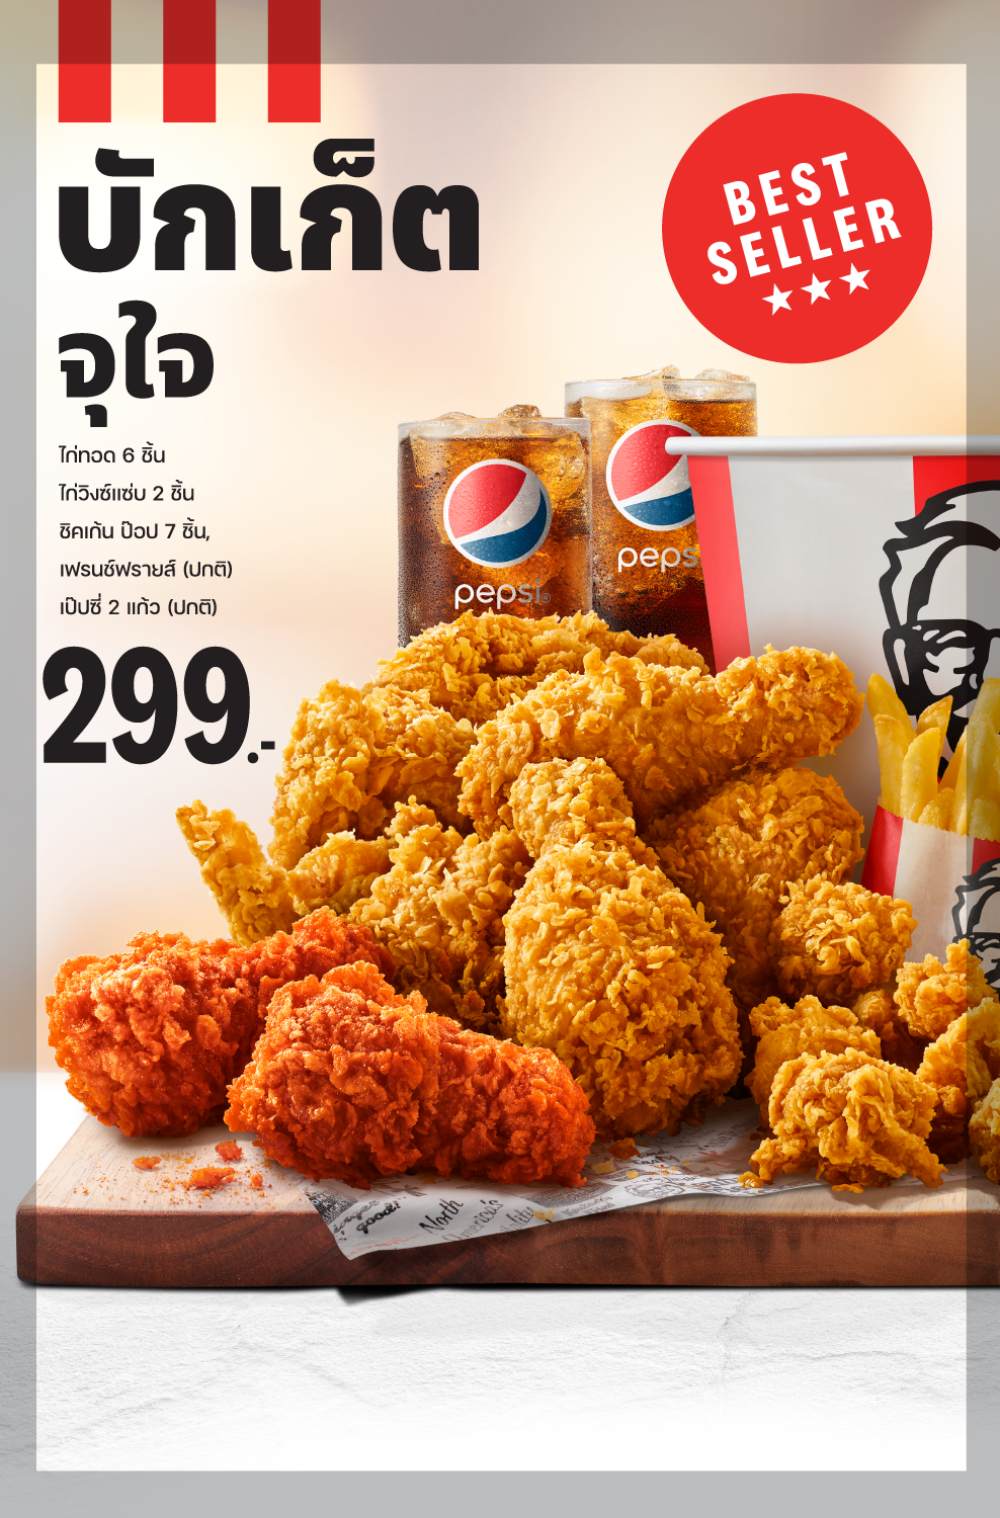 บักเก็ต
จุใจ
BEST
SELLER
ไก่ทอด 6 ชิ้น
ไก่วิงซ์แซ่บ 2 ชิ้น
ชิคเก้น ป๊อป 7 ชิ้น,
เฟรนช์ฟรายส์ (ปกติ)
เป๊ปซี่ 2 แก้ว (ปกติ)
299.-
pepsi
peps
good!
North